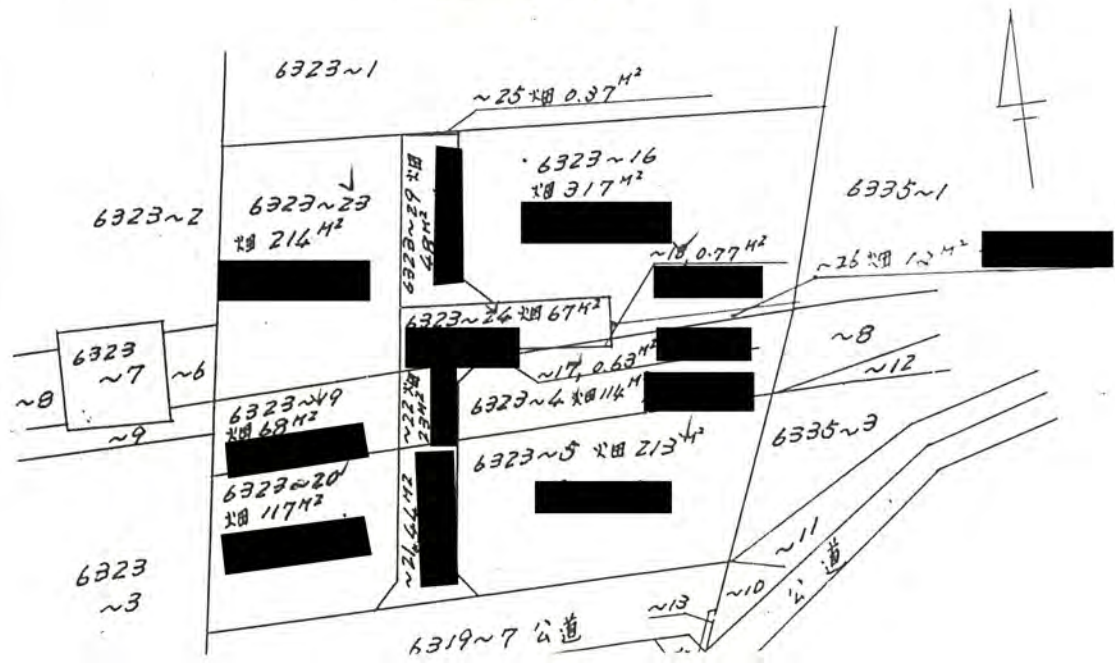 6323~1
~25 畑 0.37M²
6323~16
畑 317M²
6323~29 畑
48M²
6323~23
畑 214M²
6323~2
6335~1
~18, 0.77M²
~26 畑 12M²
6323~24 畑 67M²
6323
~7
~6
~8
~9
~17, 0.63M²
~8
~12
6323~19
畑 68M²
~22 畑
23M²
6323~4 畑 114M²
6335~3
6323~5 畑 213M²
6323~20
畑 117M²
~21, 44M²
6323
~3
~11
公道
~10
~13
6319~7 公道